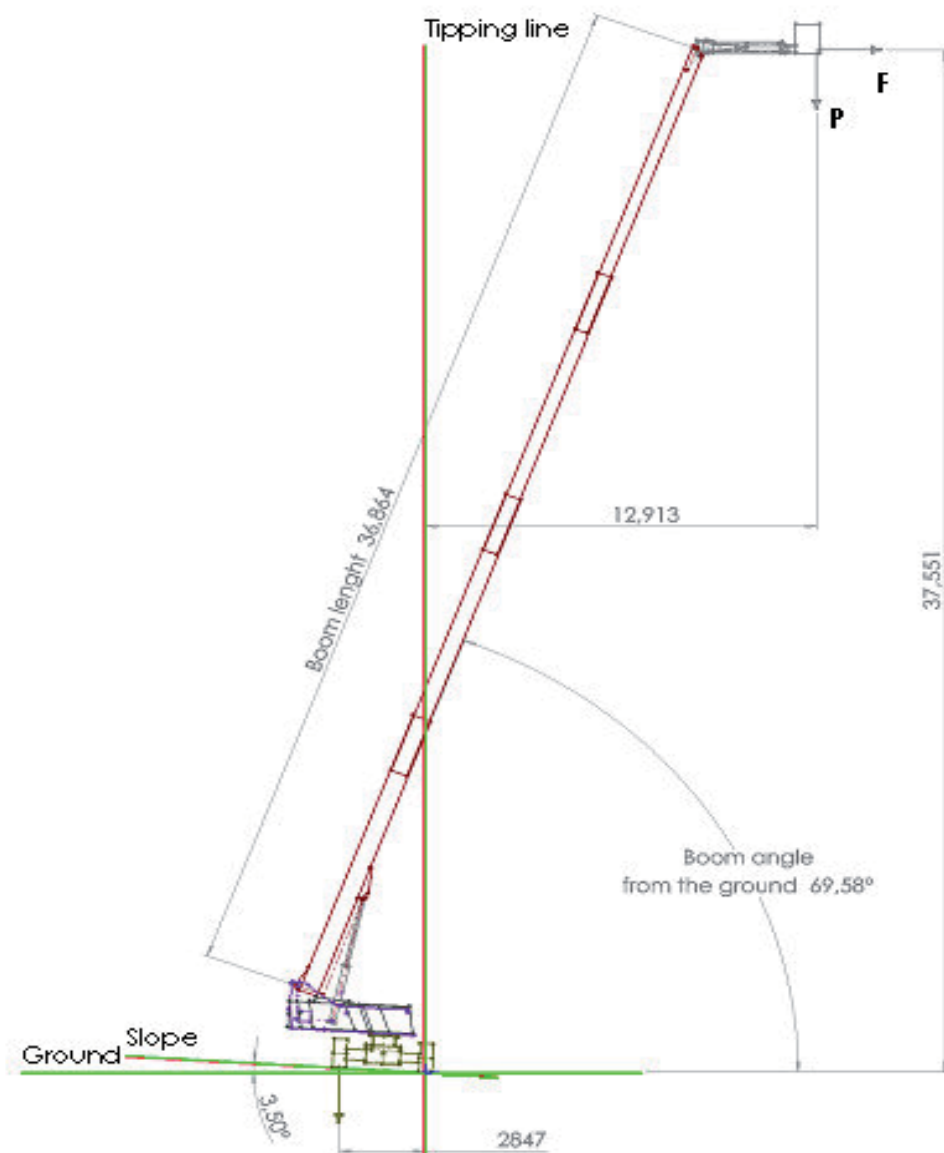 Tipping line
F
P
12,913
Boom lenght 36,864
37,551
Boom angle
from the ground 69,58°
Slope
Ground
3,50°
2847